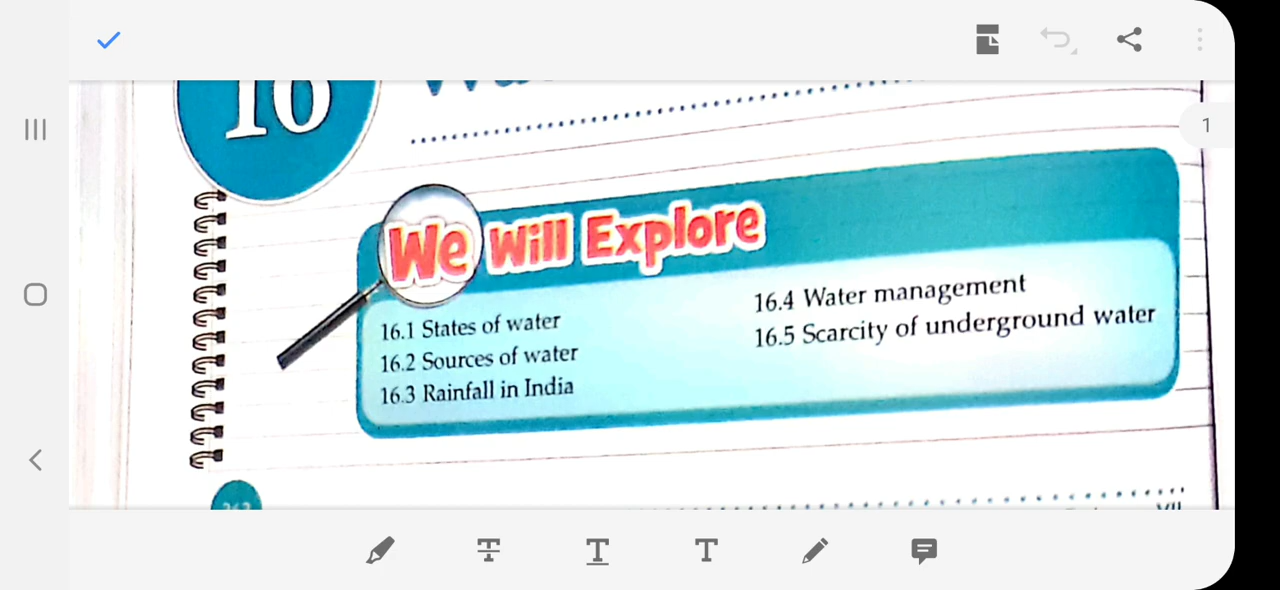 16
1
We Will Explore
16.1 States of water
16.2 Sources of water
16.3 Rainfall in India
16.4 Water management
16.5 Scarcity of underground water